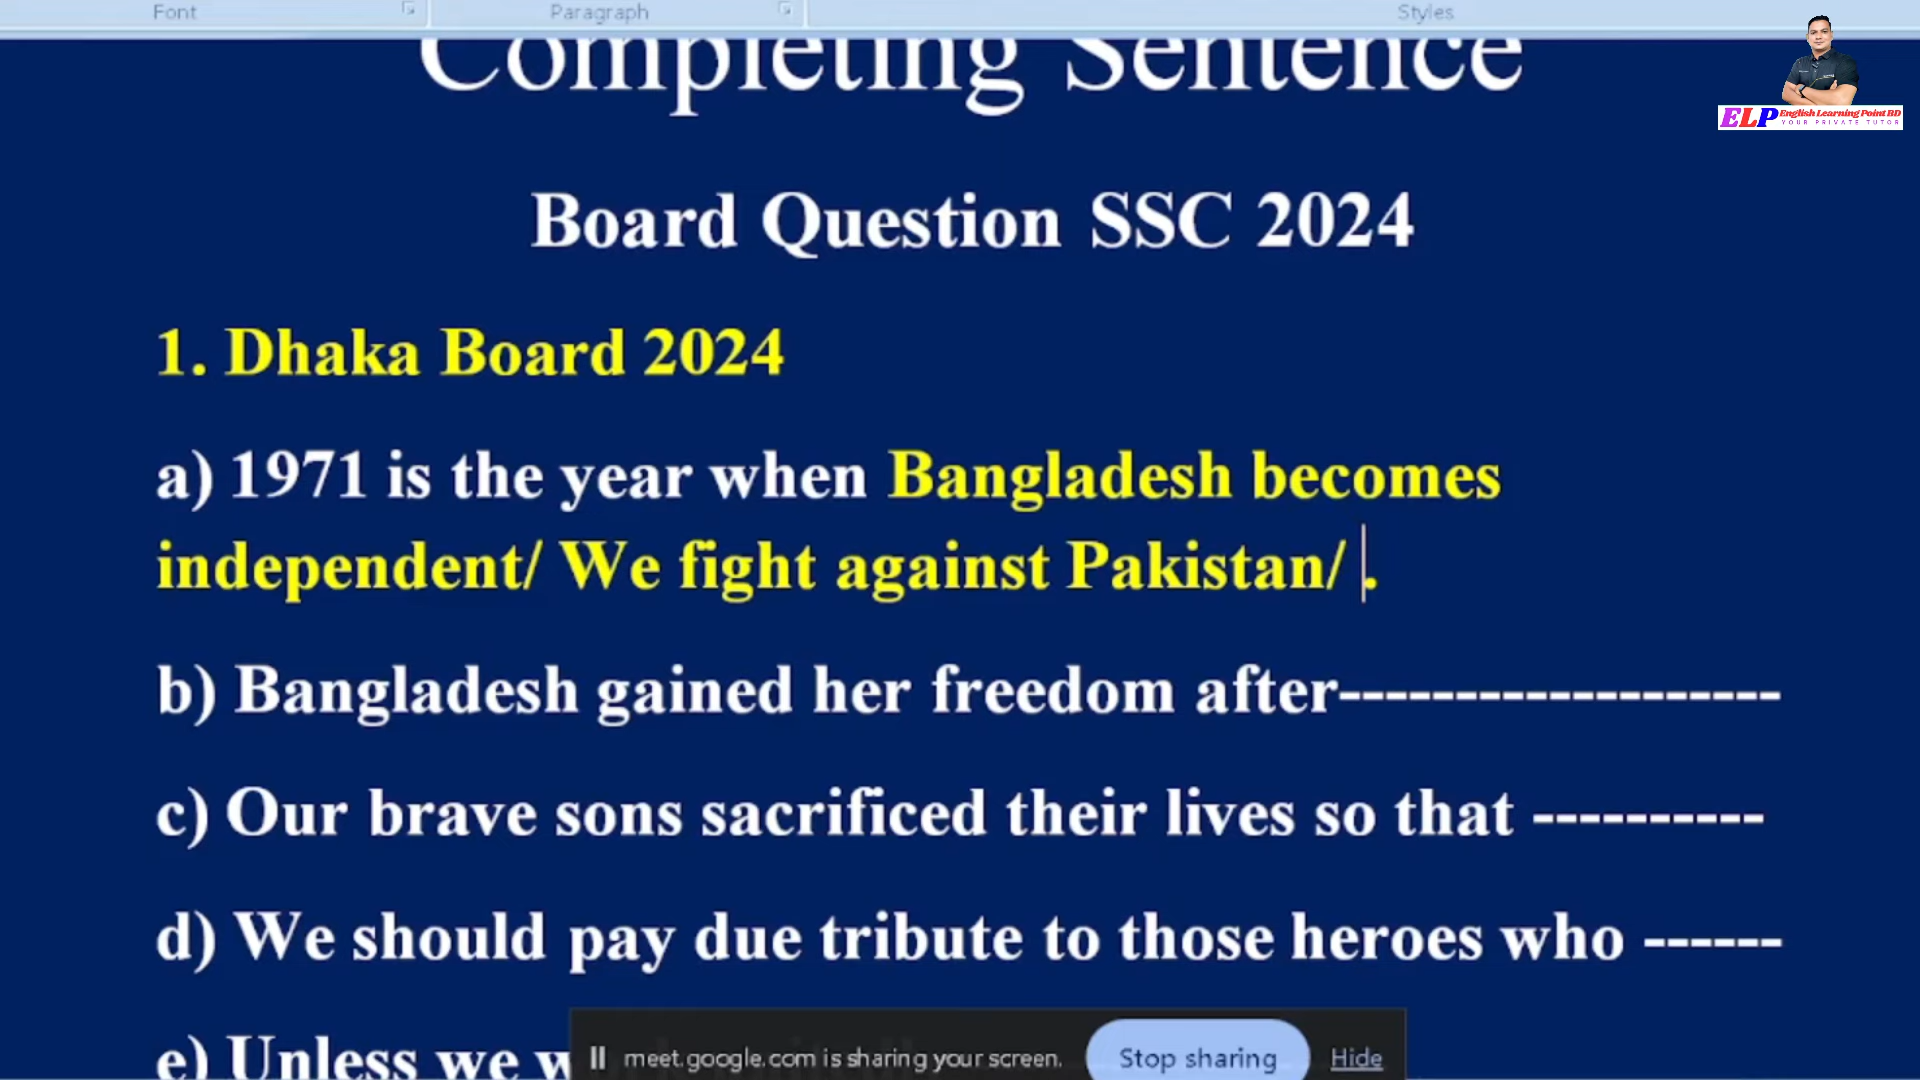 Font Paragraph Styles
Completing Sentence
ELP English Learning Point BD
YOUR PRIVATE TUTOR
Board Question SSC 2024
1. Dhaka Board 2024
a) 1971 is the year when Bangladesh becomes
independent/ We fight against Pakistan/ .
b) Bangladesh gained her freedom after-------------------
c) Our brave sons sacrificed their lives so that ----------
d) We should pay due tribute to those heroes who ------
e) Unless we
meet.google.com is sharing your screen. Stop sharing Hide